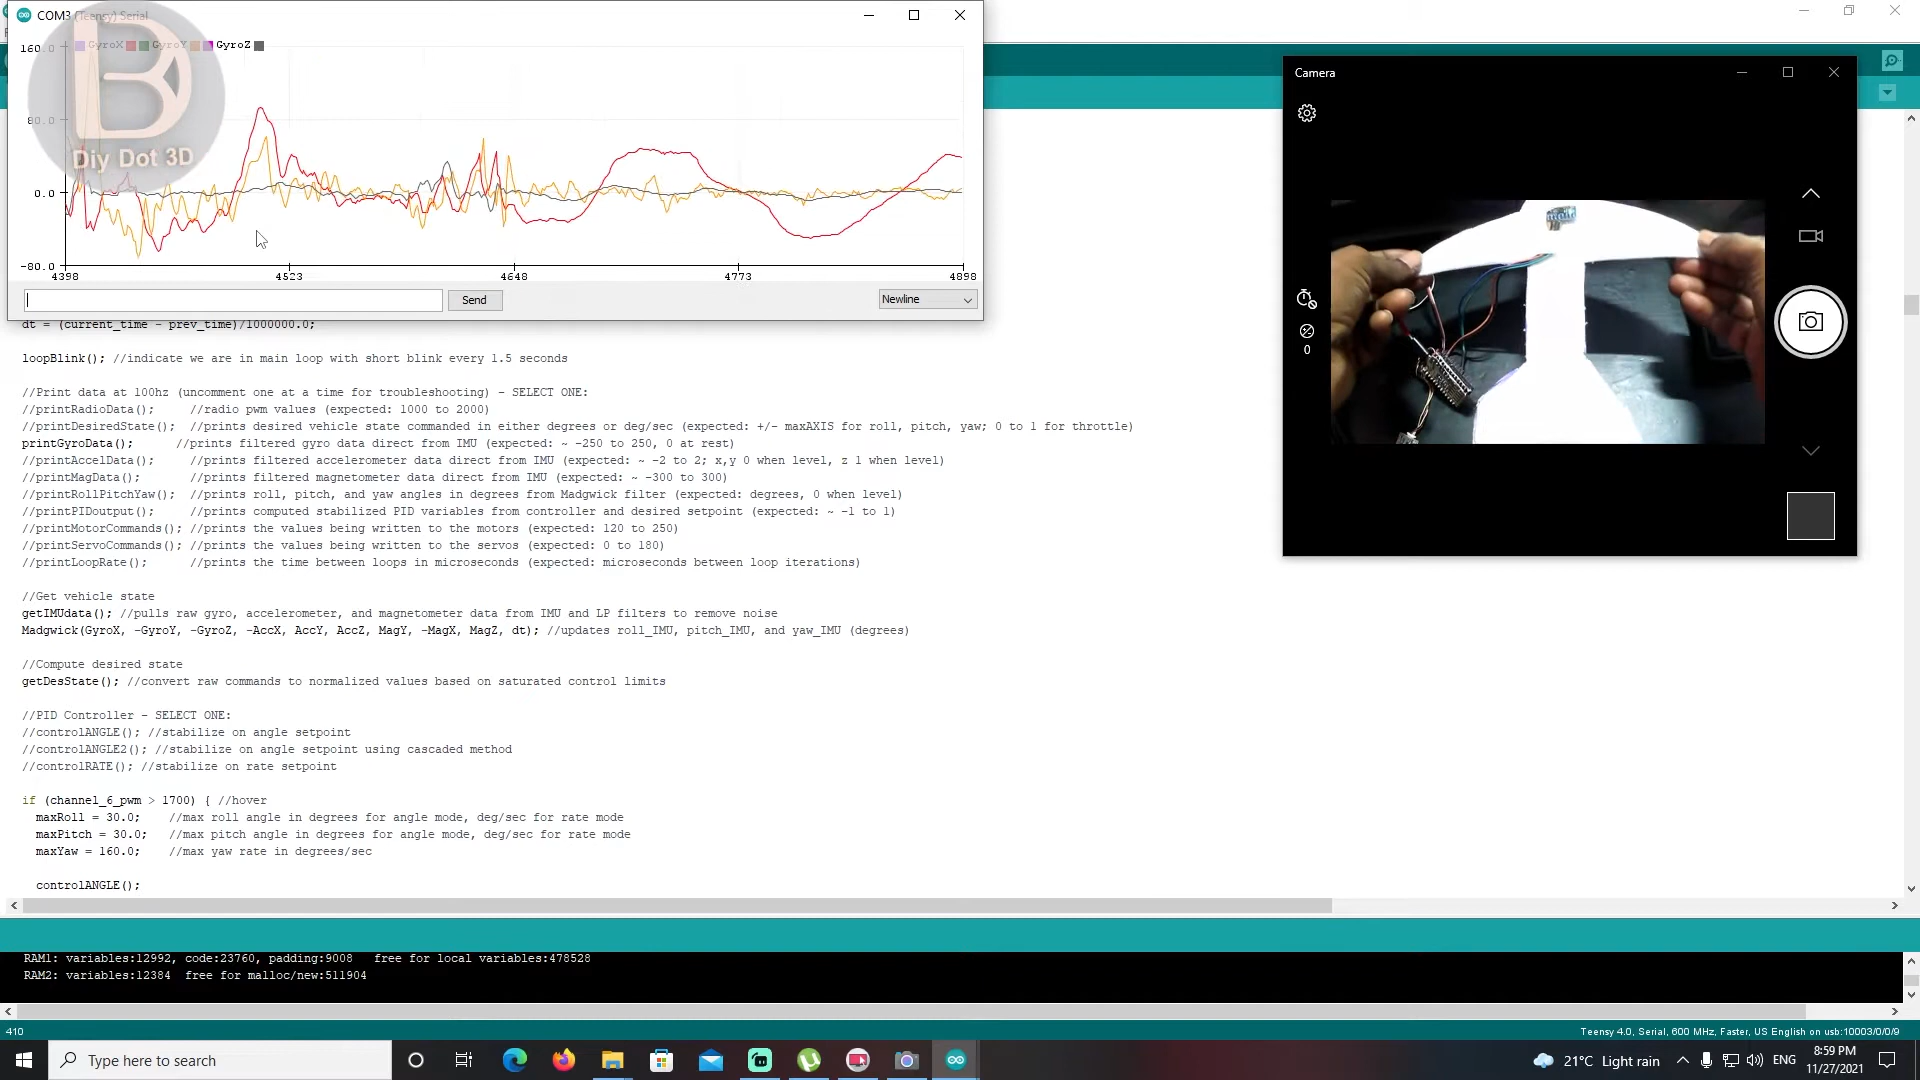 COM3 (Teensy) Serial
160.0
GyroX
GyroY
GyroZ
80.0
Diy Dot 3D
0.0
-80.0
4398
4523
4648
4773
4898
Send
Newline
Camera
0
dt = (current_time - prev_time)/1000000.0;
loopBlink(); //indicate we are in main loop with short blink every 1.5 seconds
//Print data at 100hz (uncomment one at a time for troubleshooting) - SELECT ONE:
//printRadioData();     //radio pwm values (expected: 1000 to 2000)
//printDesiredState();  //prints desired vehicle state commanded in either degrees or deg/sec (expected: +/- maxAXIS for roll, pitch, yaw; 0 to 1 for throttle)
printGyroData();      //prints filtered gyro data direct from IMU (expected: ~ -250 to 250, 0 at rest)
//printAccelData();     //prints filtered accelerometer data direct from IMU (expected: ~ -2 to 2; x,y 0 when level, z 1 when level)
//printMagData();       //prints filtered magnetometer data direct from IMU (expected: ~ -300 to 300)
//printRollPitchYaw();  //prints roll, pitch, and yaw angles in degrees from Madgwick filter (expected: degrees, 0 when level)
//printPIDoutput();     //prints computed stabilized PID variables from controller and desired setpoint (expected: ~ -1 to 1)
//printMotorCommands(); //prints the values being written to the motors (expected: 120 to 250)
//printServoCommands(); //prints the values being written to the servos (expected: 0 to 180)
//printLoopRate();      //prints the time between loops in microseconds (expected: microseconds between loop iterations)
//Get vehicle state
getIMUdata(); //pulls raw gyro, accelerometer, and magnetometer data from IMU and LP filters to remove noise
Madgwick(GyroX, -GyroY, -GyroZ, -AccX, AccY, AccZ, MagY, -MagX, MagZ, dt); //updates roll_IMU, pitch_IMU, and yaw_IMU (degrees)
//Compute desired state
getDesState(); //convert raw commands to normalized values based on saturated control limits
//PID Controller - SELECT ONE:
//controlANGLE(); //stabilize on angle setpoint
//controlANGLE2(); //stabilize on angle setpoint using cascaded method
//controlRATE(); //stabilize on rate setpoint
if (channel_6_pwm > 1700) { //hover
maxRoll = 30.0;    //max roll angle in degrees for angle mode, deg/sec for rate mode
maxPitch = 30.0;   //max pitch angle in degrees for angle mode, deg/sec for rate mode
maxYaw = 160.0;    //max yaw rate in degrees/sec
controlANGLE();
RAM1: variables:12992, code:23760, padding:9008   free for local variables:478528
RAM2: variables:12384  free for malloc/new:511904
410
Teensy 4.0, Serial, 600 MHz, Faster, US English on usb:10003/0/0/9
Type here to search
21°C Light rain
ENG
8:59 PM
11/27/2021